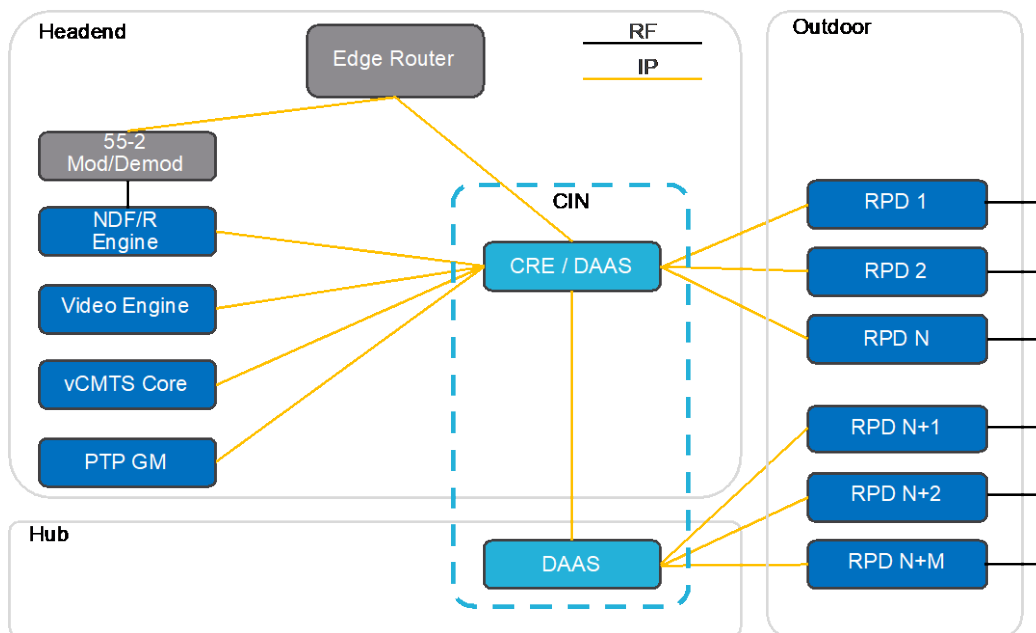 Headend
Edge Router
RF
IP
Outdoor
55-2
Mod/Demod
NDF/R
Engine
Video Engine
vCMTS Core
PTP GM
CIN
CRE / DAAS
RPD 1
RPD 2
RPD N
RPD N+1
RPD N+2
RPD N+M
Hub
DAAS